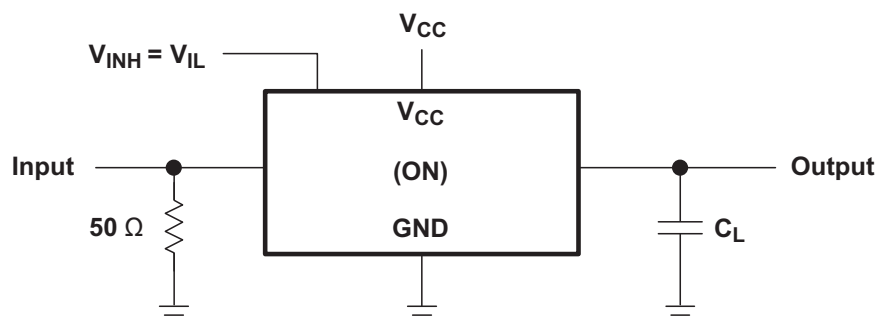 V_CC
V_INH = V_IL
V_CC
Input
(ON)
Output
50 Ω
GND
C_L